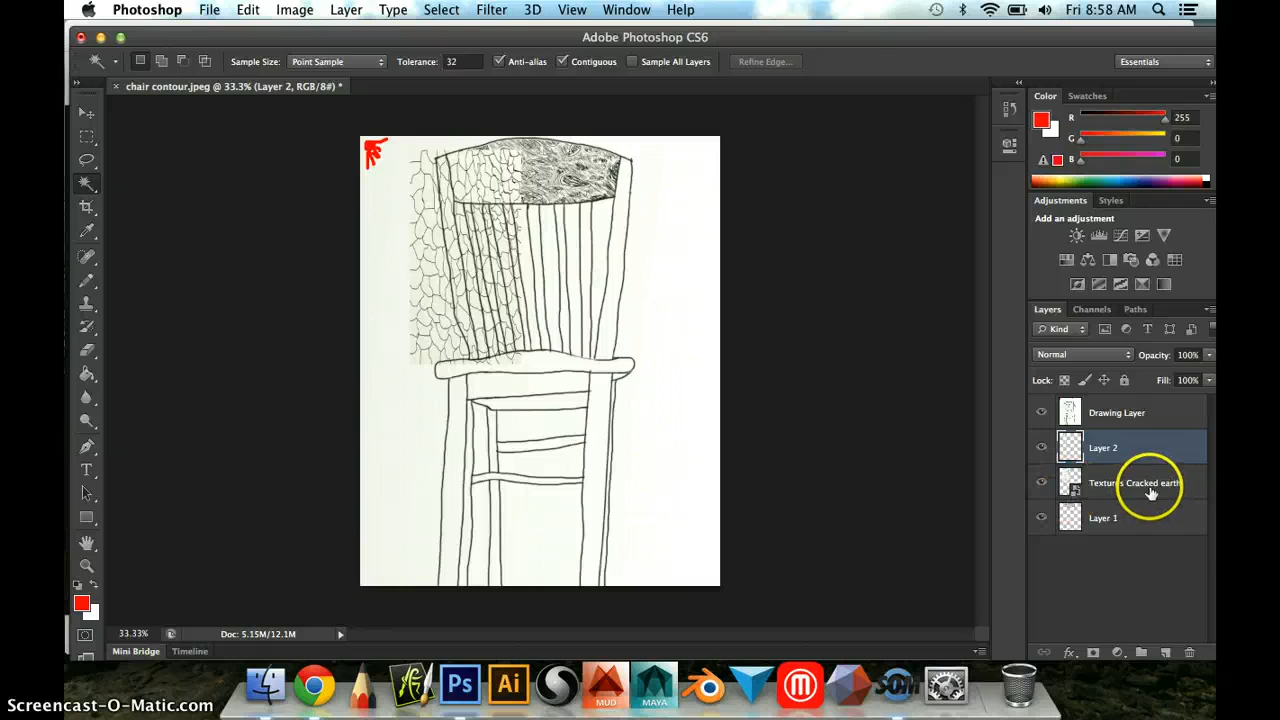 Photoshop File Edit Image Layer Type Select Filter 3D View Window Help Fri 8:58 AM
Adobe Photoshop CS6
Sample Size: Point Sample Tolerance: 32 Anti-alias Contiguous Sample All Layers Refine Edge... Essentials
× chair contour.jpeg @ 33.3% (Layer 2, RGB/8#) *
Color Swatches
R 255
G 0
B 0
Adjustments Styles
Add an adjustment
Layers Channels Paths
Kind
Normal Opacity: 100%
Lock: Fill: 100%
Drawing Layer
Layer 2
Textures Cracked earth
Layer 1
33.33% Doc: 5.15M/12.1M
Mini Bridge Timeline
Ps Ai MUD MAYA SOM
Screencast-O-Matic.com